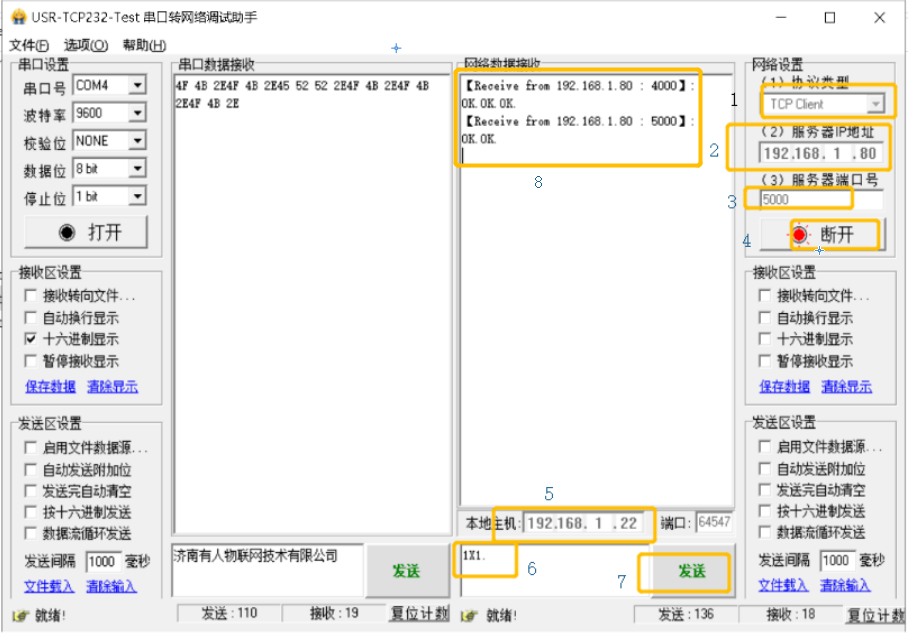 USR-TCP232-Test 串口转网络调试助手
文件(F) 选项(O) 帮助(H)
串口设置
串口号 COM4
波特率 9600
校验位 NONE
数据位 8 bit
停止位 1 bit
打开
接收区设置
接收转向文件...
自动换行显示
十六进制显示
暂停接收显示
保存数据 清除显示
发送区设置
启用文件数据源...
自动发送附加位
发送完自动清空
按十六进制发送
数据流循环发送
发送间隔 1000 毫秒
文件载入 清除输入
就绪!
串口数据接收
4F 4B 2E4F 4B 2E45 52 52 2E4F 4B 2E4F 4B
2E4F 4B 2E
济南有人物联网技术有限公司
发送
发送 : 110 接收 : 19 复位计数
网络数据接收
【Receive from 192.168.1.80 : 4000】:
OK.OK.OK.
【Receive from 192.168.1.80 : 5000】:
OK.OK.
8
5
本地主机: 192.168. 1 .22 端口: 64547
1X1.
6
7
发送
就绪!
发送 : 136 接收 : 18 复位计数
网络设置
(1) 协议类型
1
TCP Client
(2) 服务器IP地址
2
192.168. 1 .80
(3) 服务器端口号
3
5000
4
断开
接收区设置
接收转向文件...
自动换行显示
十六进制显示
暂停接收显示
保存数据 清除显示
发送区设置
启用文件数据源...
自动发送附加位
发送完自动清空
按十六进制发送
数据流循环发送
发送间隔 1000 毫秒
文件载入 清除输入